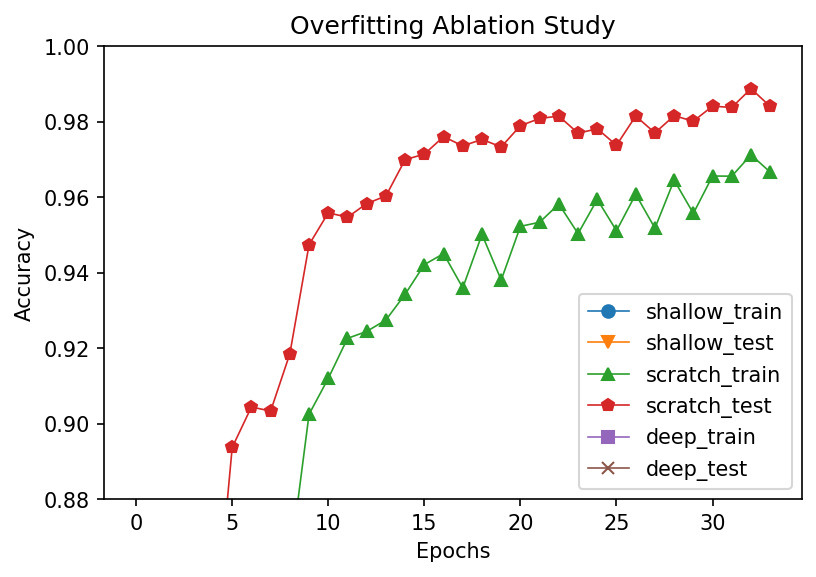 Overfitting Ablation Study
1.00
0.98
0.96
0.94
0.92
0.90
0.88
Accuracy
shallow_train
shallow_test
scratch_train
scratch_test
deep_train
deep_test
0 5 10 15 20 25 30
Epochs